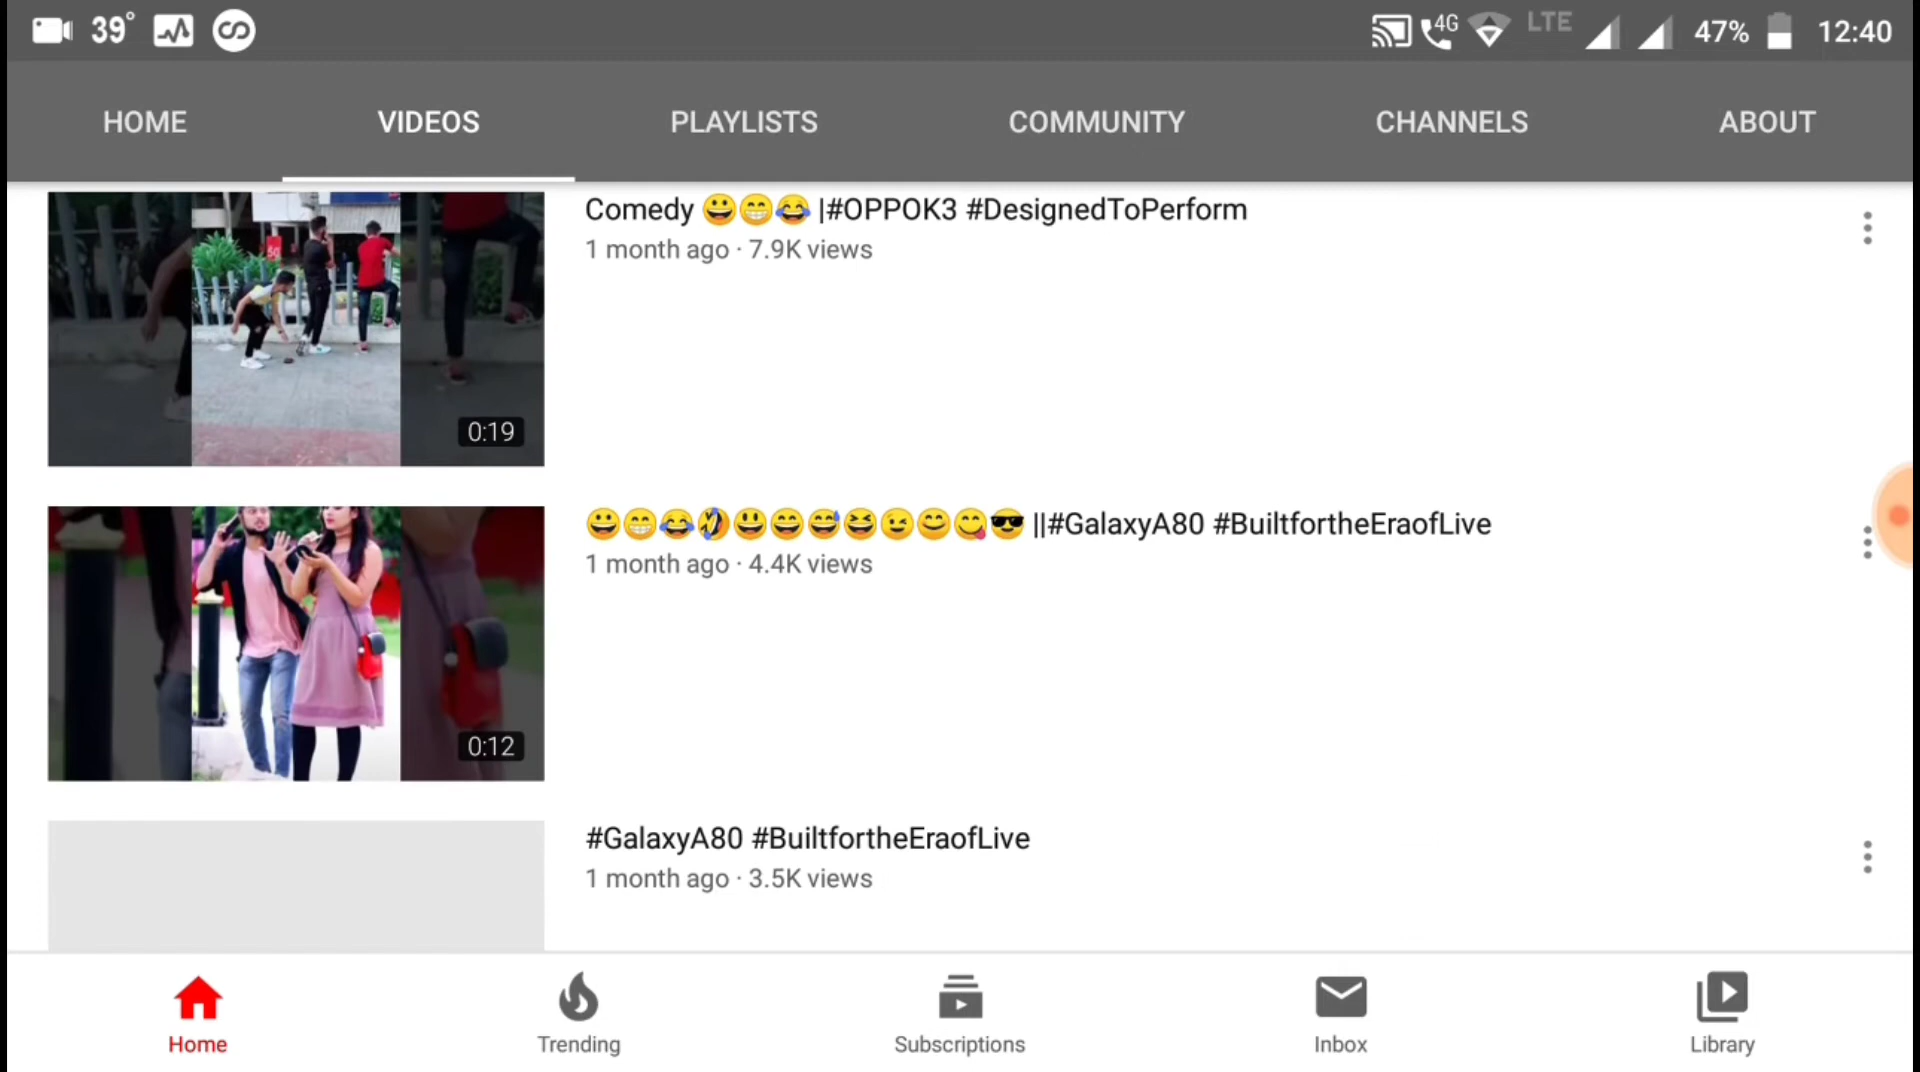 39° 4G LTE 47% 12:40
HOME VIDEOS PLAYLISTS COMMUNITY CHANNELS ABOUT
Comedy 😀😁😂 |#OPPOK3 #DesignedToPerform
1 month ago · 7.9K views
0:19
😀😁😂🤣😃😄😅😆😉😊😋😎 ||#GalaxyA80 #BuiltfortheEraofLive
1 month ago · 4.4K views
0:12
#GalaxyA80 #BuiltfortheEraofLive
1 month ago · 3.5K views
Home Trending Subscriptions Inbox Library